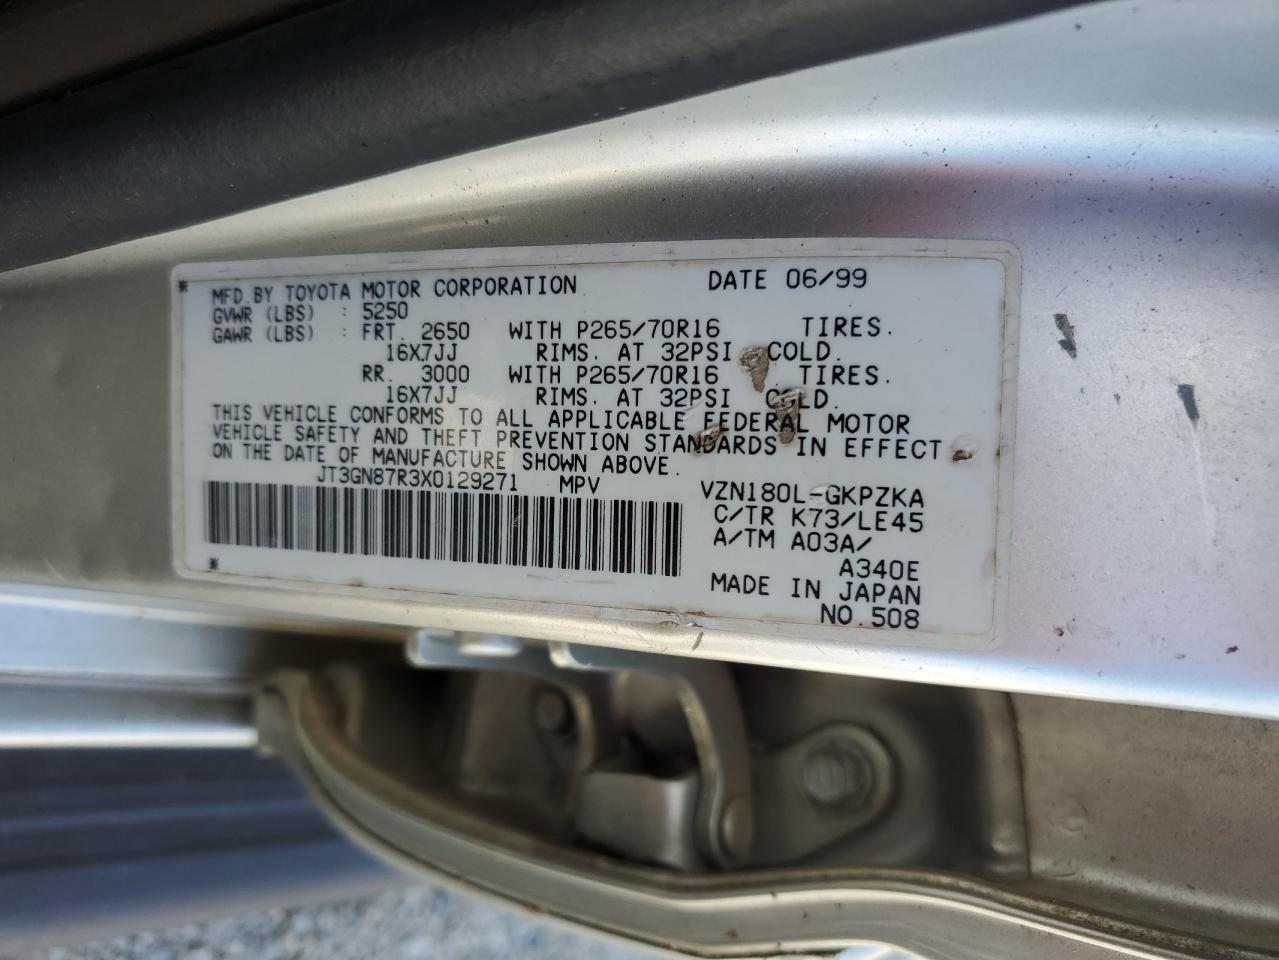 MFD. BY TOYOTA MOTOR CORPORATION DATE 06/99
GVWR (LBS) : 5250
GAWR (LBS) : FRT. 2650 WITH P265/70R16 TIRES.
16X7JJ RIMS. AT 32PSI COLD.
RR. 3000 WITH P265/70R16 TIRES.
16X7JJ RIMS. AT 32PSI COLD.
THIS VEHICLE CONFORMS TO ALL APPLICABLE FEDERAL MOTOR
VEHICLE SAFETY AND THEFT PREVENTION STANDARDS IN EFFECT
ON THE DATE OF MANUFACTURE SHOWN ABOVE.
JT3GN87R3X0129271 MPV VZN180L-GKPZKA
C/TR K73/LE45
A/TM A03A/
A340E
MADE IN JAPAN
NO.508